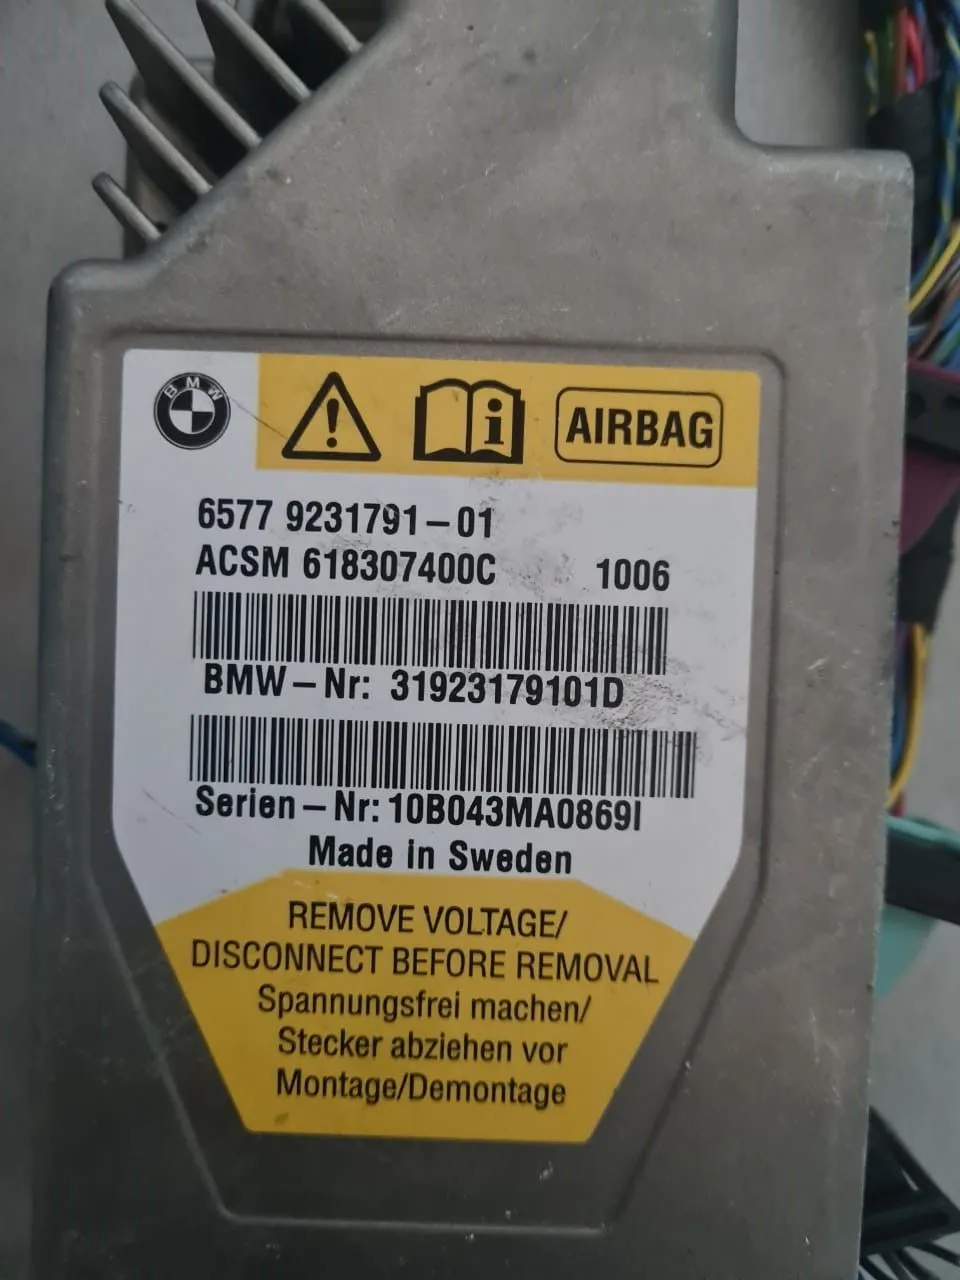 BMW
AIRBAG
6577 9231791-01
ACSM 618307400C 1006
BMW-Nr: 31923179101D
Serien-Nr: 10B043MA0869I
Made in Sweden
REMOVE VOLTAGE/
DISCONNECT BEFORE REMOVAL
Spannungsfrei machen/
Stecker abziehen vor
Montage/Demontage